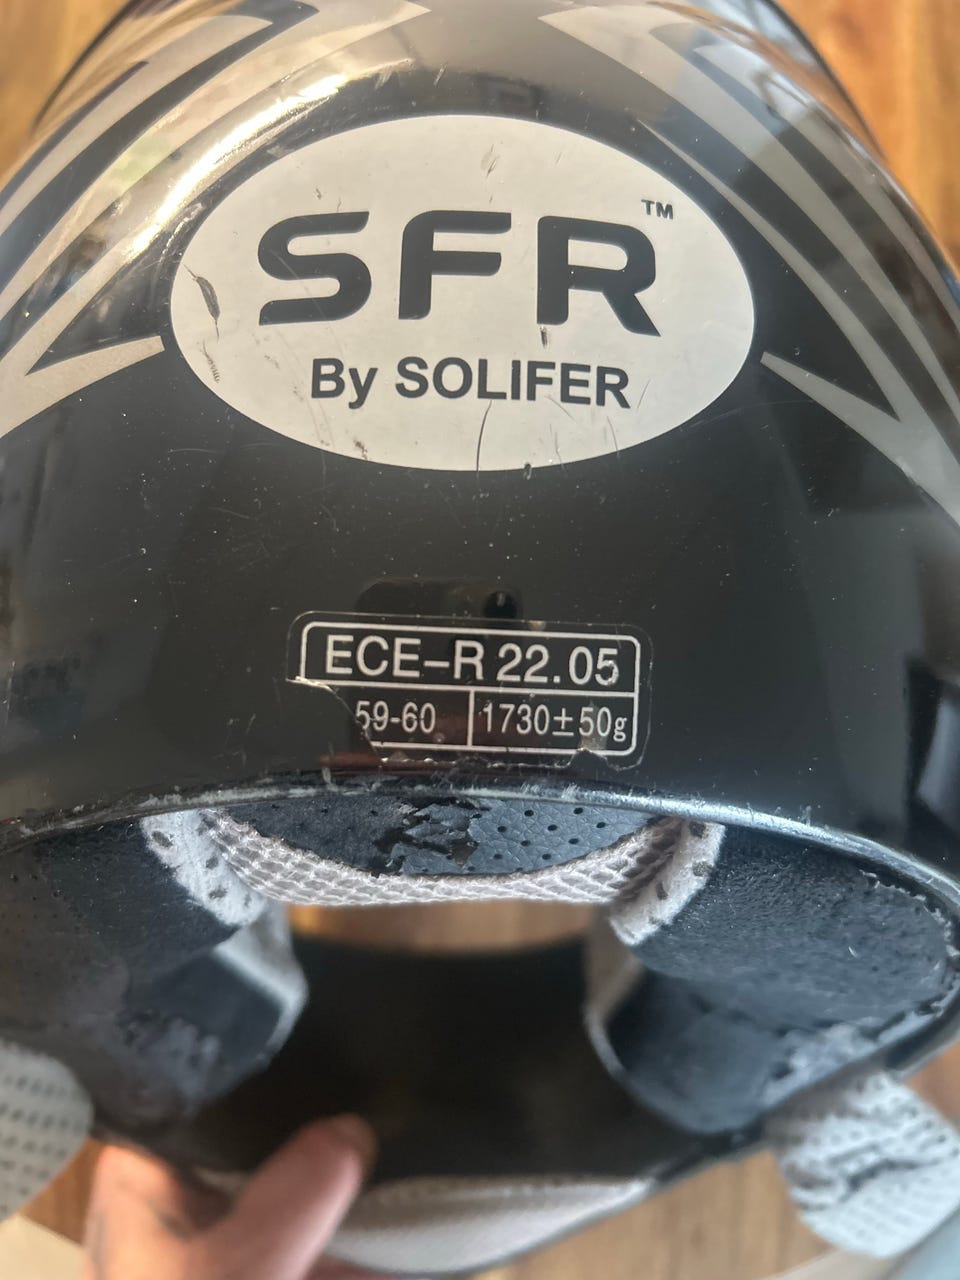 SFR™
By SOLIFER
ECE-R 22.05
59-60 1730±50g